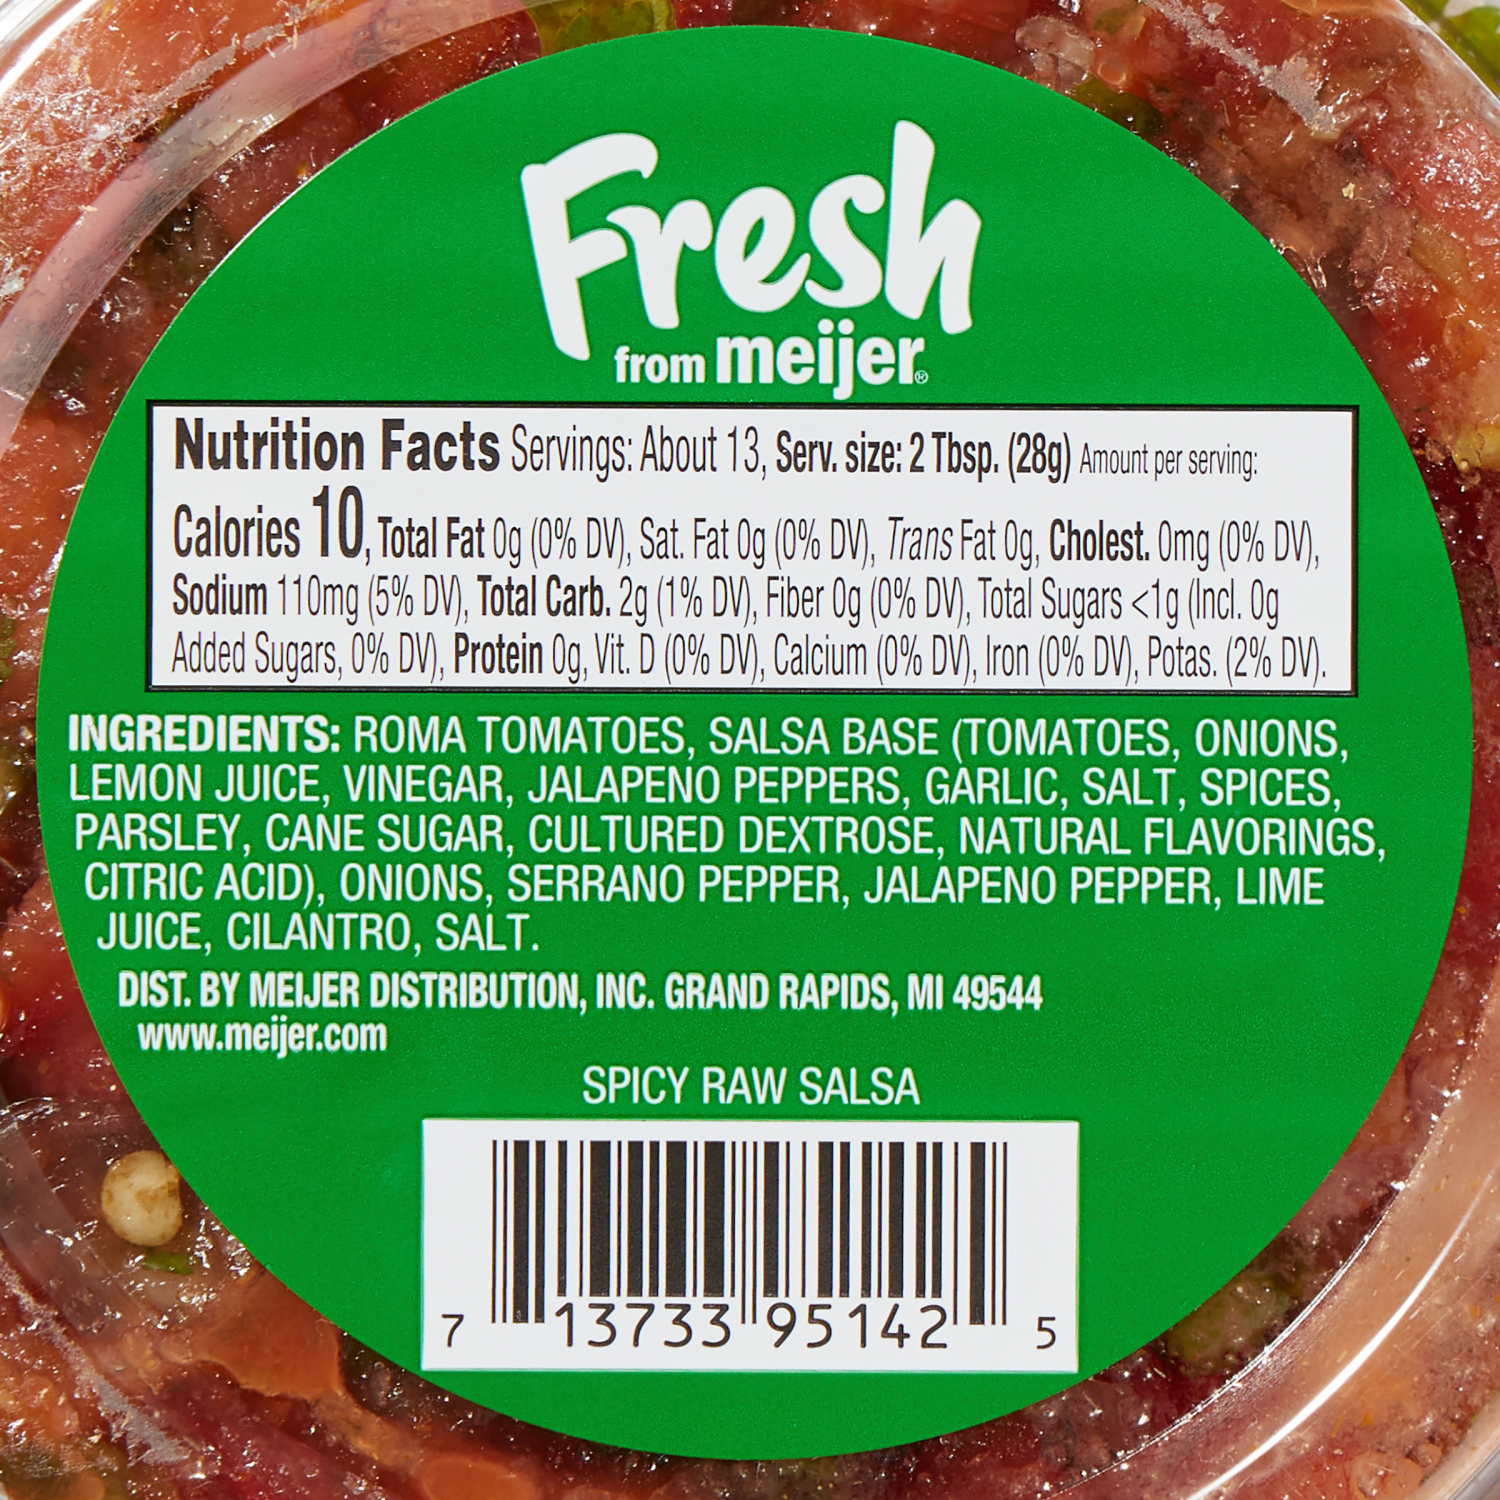 Fresh
from meijer®
Nutrition Facts Servings: About 13, Serv. size: 2 Tbsp. (28g) Amount per serving:
Calories 10, Total Fat 0g (0% DV), Sat. Fat 0g (0% DV), Trans Fat 0g, Cholest. 0mg (0% DV),
Sodium 110mg (5% DV), Total Carb. 2g (1% DV), Fiber 0g (0% DV), Total Sugars <1g (Incl. 0g
Added Sugars, 0% DV), Protein 0g, Vit. D (0% DV), Calcium (0% DV), Iron (0% DV), Potas. (2% DV).
INGREDIENTS: ROMA TOMATOES, SALSA BASE (TOMATOES, ONIONS,
LEMON JUICE, VINEGAR, JALAPENO PEPPERS, GARLIC, SALT, SPICES,
PARSLEY, CANE SUGAR, CULTURED DEXTROSE, NATURAL FLAVORINGS,
CITRIC ACID), ONIONS, SERRANO PEPPER, JALAPENO PEPPER, LIME
JUICE, CILANTRO, SALT.
DIST. BY MEIJER DISTRIBUTION, INC. GRAND RAPIDS, MI 49544
www.meijer.com
SPICY RAW SALSA
7 13733 95142 5